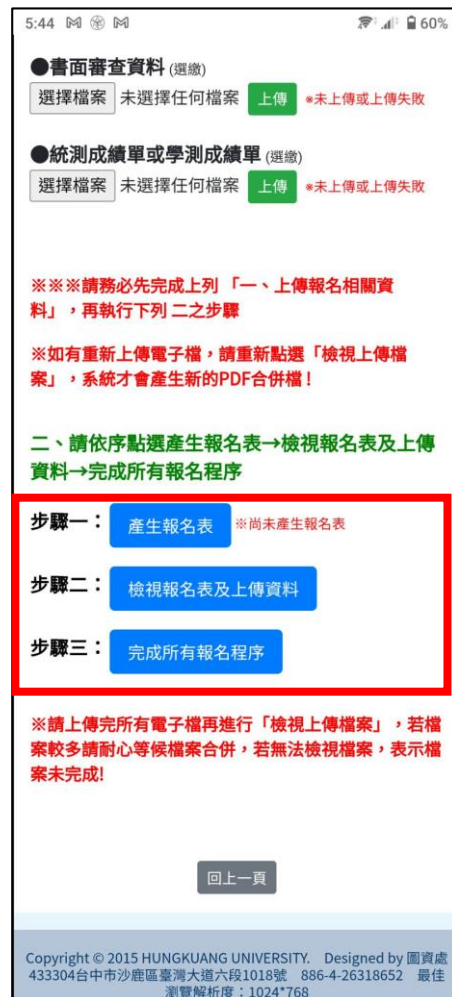 5:44 60%
●書面審查資料 (選繳)
選擇檔案 未選擇任何檔案 上傳 ※未上傳或上傳失敗
●統測成績單或學測成績單 (選繳)
選擇檔案 未選擇任何檔案 上傳 ※未上傳或上傳失敗
※※※請務必先完成上列 「一、上傳報名相關資
料」，再執行下列 二之步驟
※如有重新上傳電子檔，請重新點選「檢視上傳檔
案」，系統才會產生新的PDF合併檔！
二、請依序點選產生報名表→檢視報名表及上傳
資料→完成所有報名程序
步驟一： 產生報名表 ※尚未產生報名表
步驟二： 檢視報名表及上傳資料
步驟三： 完成所有報名程序
※請上傳完所有電子檔再進行「檢視上傳檔案」，若檔
案較多請耐心等候檔案合併，若無法檢視檔案，表示檔
案未完成!
回上一頁
Copyright © 2015 HUNGKUANG UNIVERSITY. Designed by 圖資處
433304台中市沙鹿區臺灣大道六段1018號 886-4-26318652 最佳
瀏覽解析度：1024*768